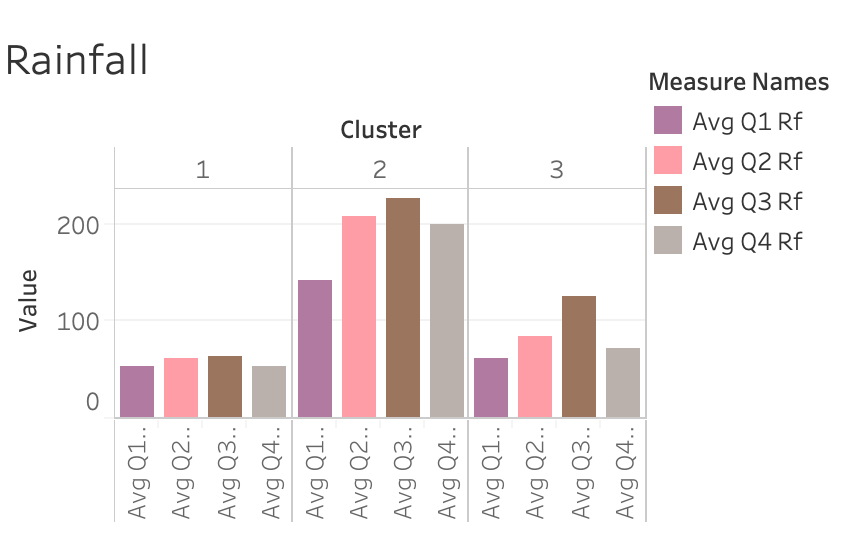 Rainfall
Measure Names
Avg Q1 Rf
Avg Q2 Rf
Avg Q3 Rf
Avg Q4 Rf
Cluster
1 2 3
Value
200
100
0
Avg Q1..
Avg Q2..
Avg Q3..
Avg Q4..
Avg Q1..
Avg Q2..
Avg Q3..
Avg Q4..
Avg Q1..
Avg Q2..
Avg Q3..
Avg Q4..